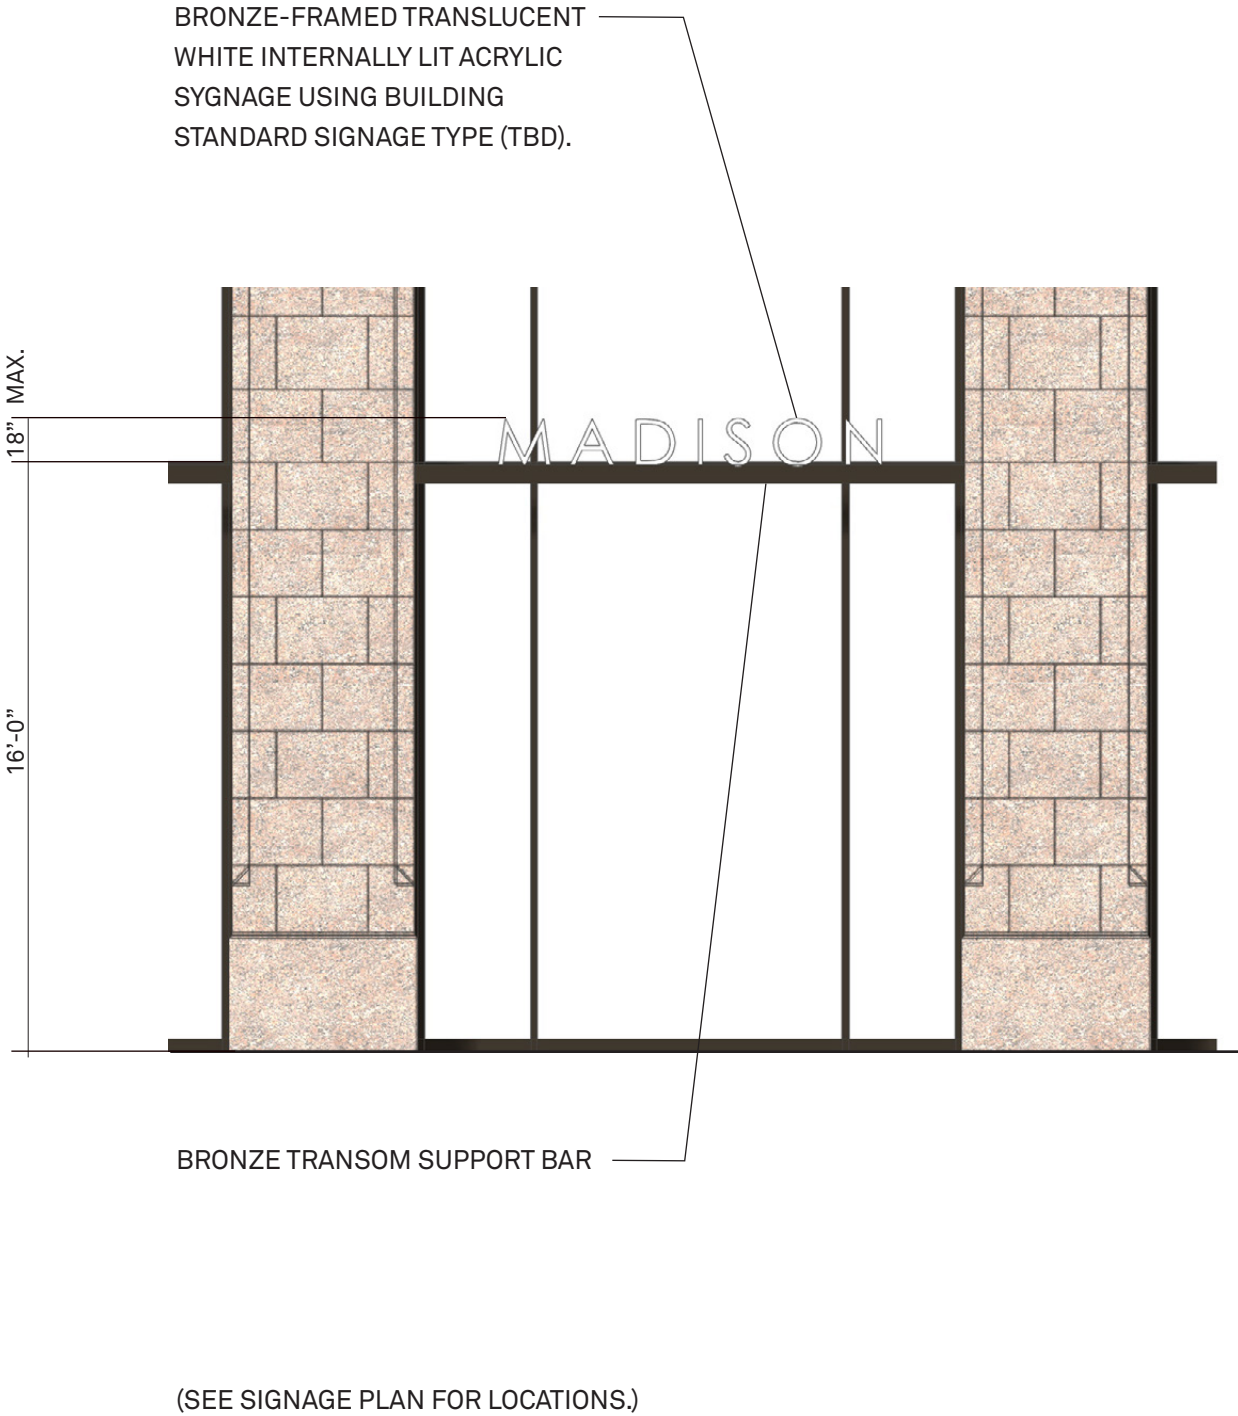 BRONZE-FRAMED TRANSLUCENT
WHITE INTERNALLY LIT ACRYLIC
SYGNAGE USING BUILDING
STANDARD SIGNAGE TYPE (TBD).
18” MAX.
MADISON
16’-0”
BRONZE TRANSOM SUPPORT BAR
(SEE SIGNAGE PLAN FOR LOCATIONS.)